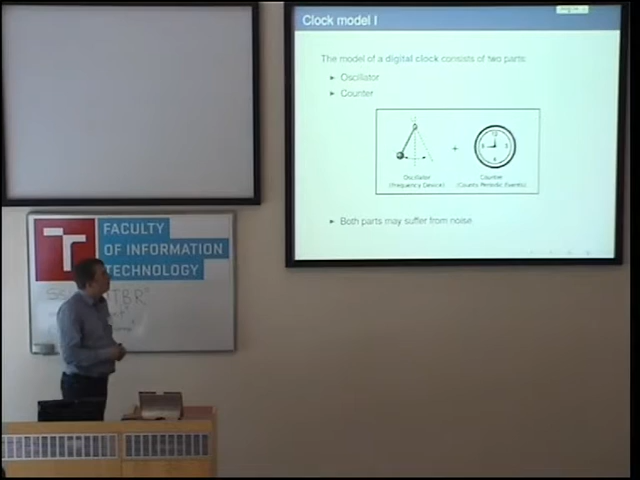 Clock model I
The model of a digital clock consists of two parts:
Oscillator
Counter
+
Oscillator
(Frequency Device)
Counter
(Counts Periodic Events)
Both parts may suffer from noise.
FACULTY
OF INFORMATION
TECHNOLOGY